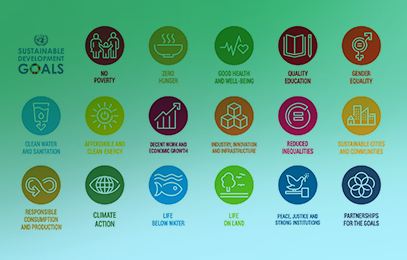 SUSTAINABLE
DEVELOPMENT
GOALS
NO
POVERTY
ZERO
HUNGER
GOOD HEALTH
AND WELL-BEING
QUALITY
EDUCATION
GENDER
EQUALITY
CLEAN WATER
AND SANITATION
AFFORDABLE AND
CLEAN ENERGY
DECENT WORK AND
ECONOMIC GROWTH
INDUSTRY, INNOVATION
AND INFRASTRUCTURE
REDUCED
INEQUALITIES
SUSTAINABLE CITIES
AND COMMUNITIES
RESPONSIBLE
CONSUMPTION
AND PRODUCTION
CLIMATE
ACTION
LIFE
BELOW WATER
LIFE
ON LAND
PEACE, JUSTICE AND
STRONG INSTITUTIONS
PARTNERSHIPS
FOR THE GOALS